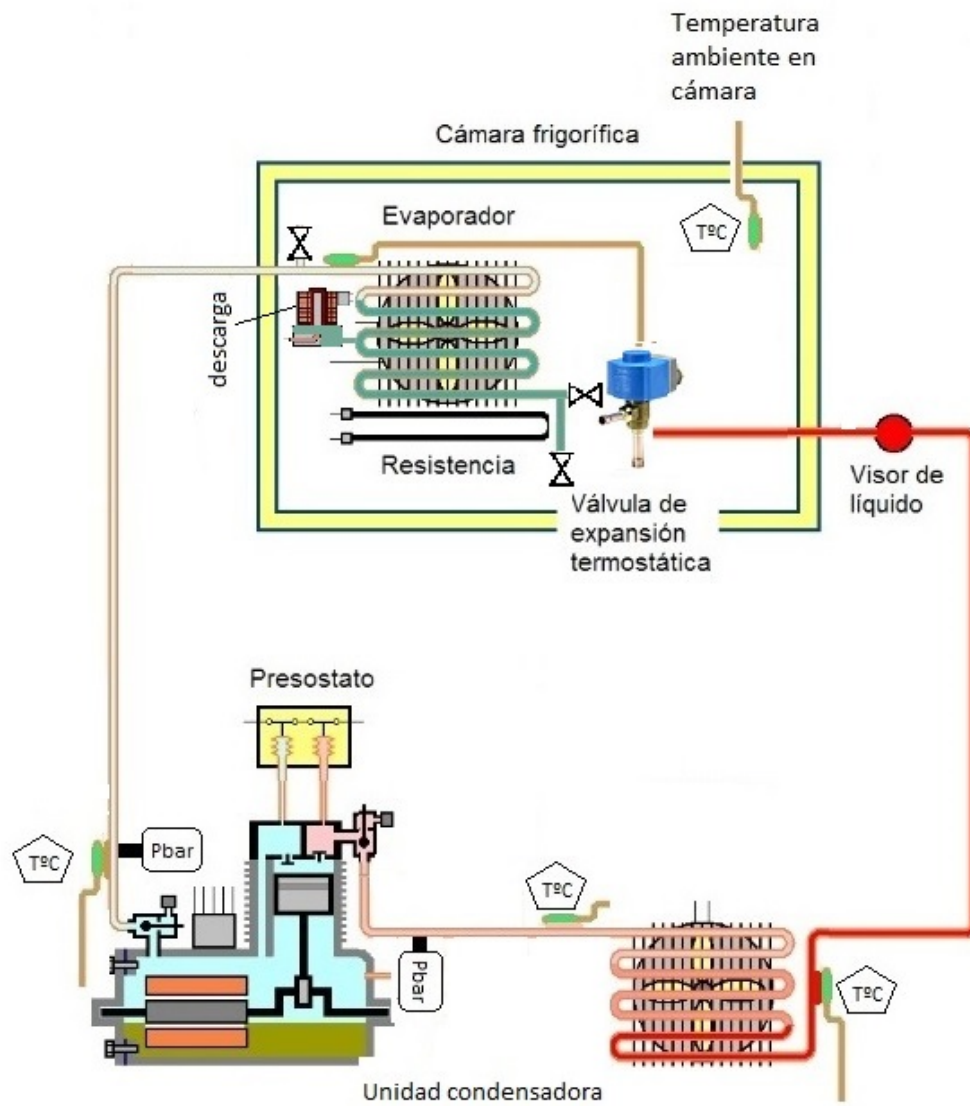 Temperatura
ambiente en
cámara
Cámara frigorífica
Evaporador
TºC
descarga
Resistencia
Visor de
líquido
Válvula de
expansión
termostática
Presostato
TºC
Pbar
TºC
Pbar
TºC
Unidad condensadora